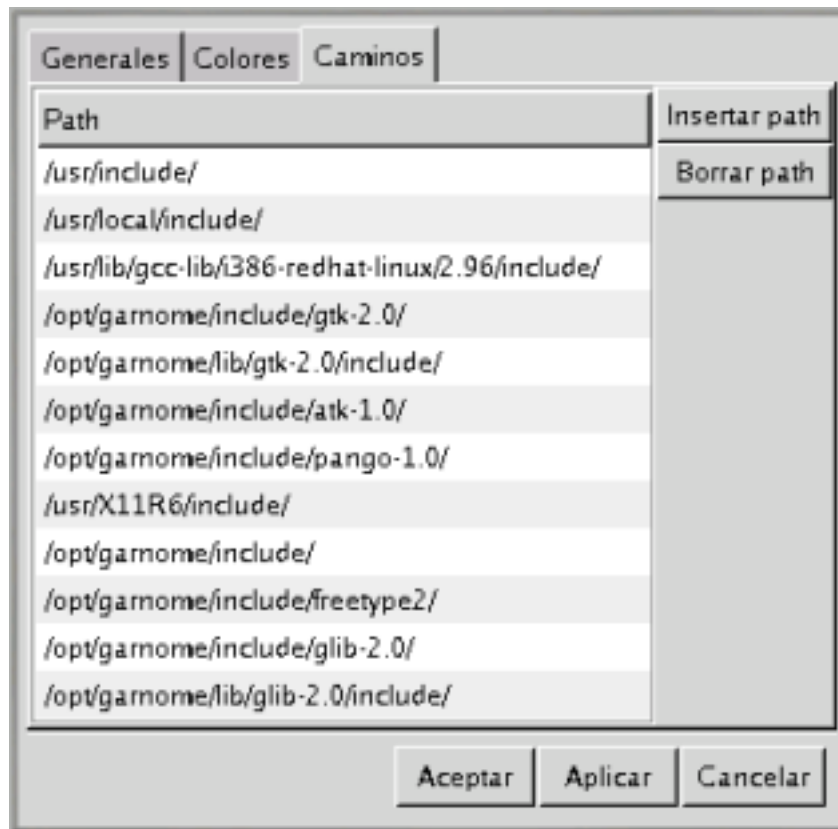 Generales Colores Caminos
Path
Insertar path
Borrar path
/usr/include/
/usr/local/include/
/usr/lib/gcc-lib/i386-redhat-linux/2.96/include/
/opt/garnome/include/gtk-2.0/
/opt/garnome/lib/gtk-2.0/include/
/opt/garnome/include/atk-1.0/
/opt/garnome/include/pango-1.0/
/usr/X11R6/include/
/opt/garnome/include/
/opt/garnome/include/freetype2/
/opt/garnome/include/glib-2.0/
/opt/garnome/lib/glib-2.0/include/
Aceptar Aplicar Cancelar